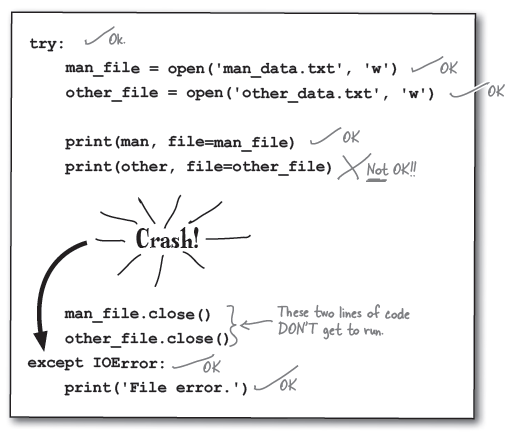 try: Ok.
man_file = open('man_data.txt', 'w') OK
other_file = open('other_data.txt', 'w') OK
print(man, file=man_file) OK
print(other, file=other_file) Not OK!!
Crash!
man_file.close()
other_file.close()
These two lines of code
DON'T get to run.
except IOError: OK
print('File error.') OK